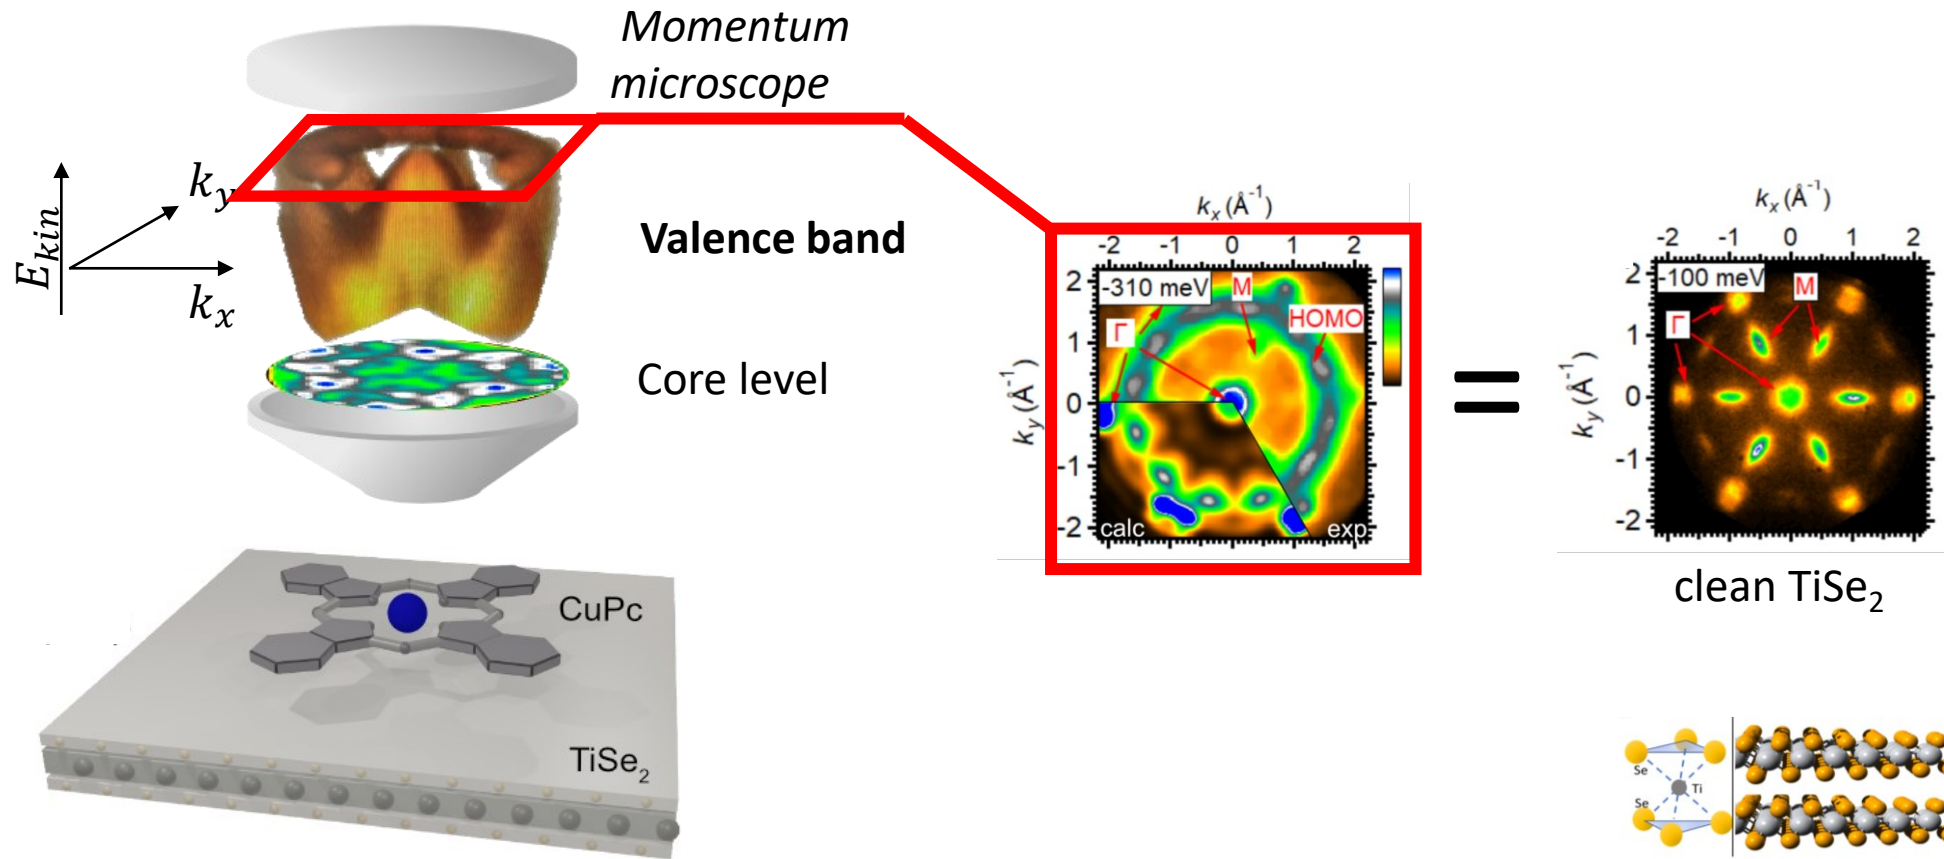 Momentum
microscope
E_kin
k_y
k_x
Valence band
Core level
CuPc
TiSe₂
k_x (Å⁻¹)
-2 -1 0 1 2
k_y (Å⁻¹)
2
1
0
-1
-2
-310 meV
M
Γ
HOMO
calc
exp
=
k_x (Å⁻¹)
-2 -1 0 1 2
k_y (Å⁻¹)
2
1
0
-1
-2
-100 meV
M
Γ
clean TiSe₂
Se
Ti
Se